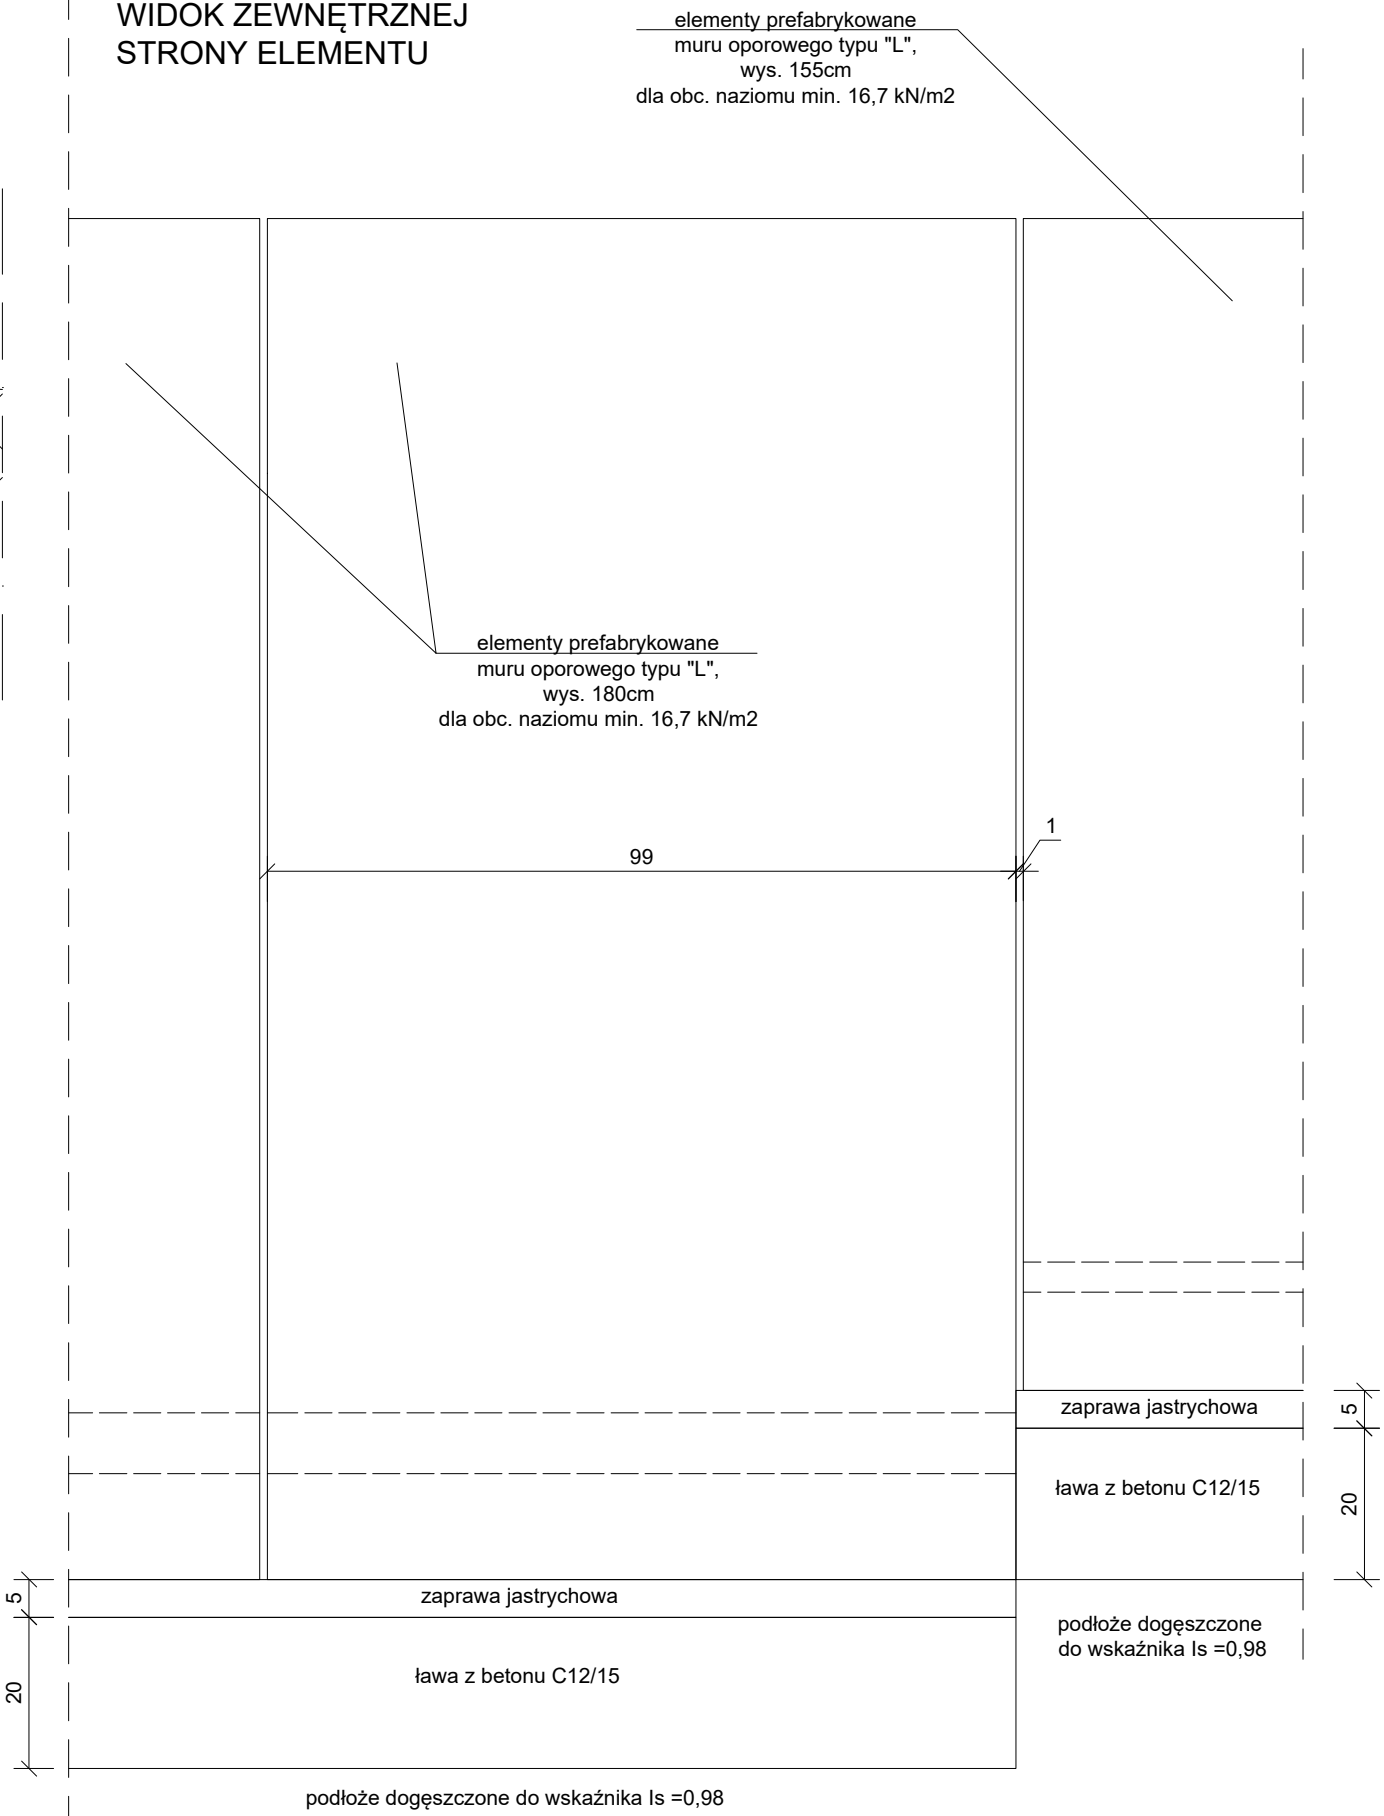 WIDOK ZEWNĘTRZNEJ
STRONY ELEMENTU
elementy prefabrykowane
muru oporowego typu "L",
wys. 155cm
dla obc. naziomu min. 16,7 kN/m2
elementy prefabrykowane
muru oporowego typu "L",
wys. 180cm
dla obc. naziomu min. 16,7 kN/m2
1
99
zaprawa jastrychowa
5
ława z betonu C12/15
20
5
zaprawa jastrychowa
podłoże dogęszczone
do wskaźnika Is =0,98
ława z betonu C12/15
20
podłoże dogęszczone do wskaźnika Is =0,98